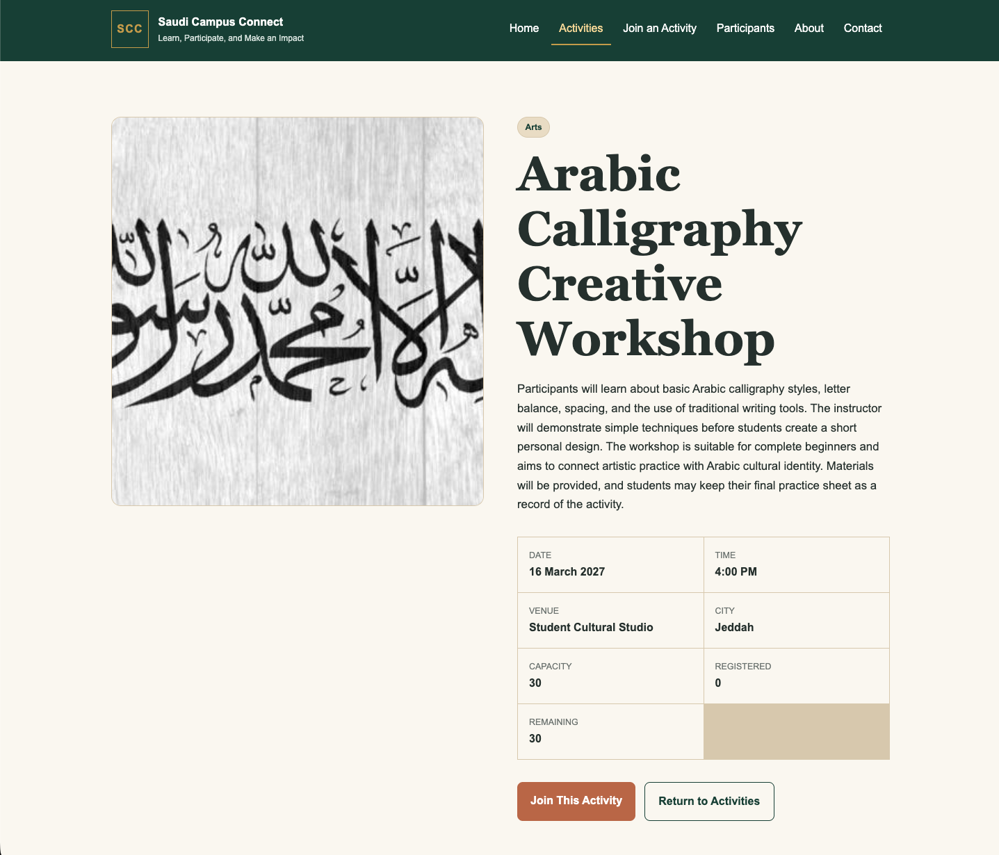 SCC
Saudi Campus Connect
Learn, Participate, and Make an Impact
Home
Activities
Join an Activity
Participants
About
Contact
لا إله إلا الله
محمد رسول
Arts
Arabic
Calligraphy
Creative
Workshop
Participants will learn about basic Arabic calligraphy styles, letter
balance, spacing, and the use of traditional writing tools. The instructor
will demonstrate simple techniques before students create a short
personal design. The workshop is suitable for complete beginners and
aims to connect artistic practice with Arabic cultural identity. Materials
will be provided, and students may keep their final practice sheet as a
record of the activity.
DATE
16 March 2027
TIME
4:00 PM
VENUE
Student Cultural Studio
CITY
Jeddah
CAPACITY
30
REGISTERED
0
REMAINING
30
Join This Activity
Return to Activities